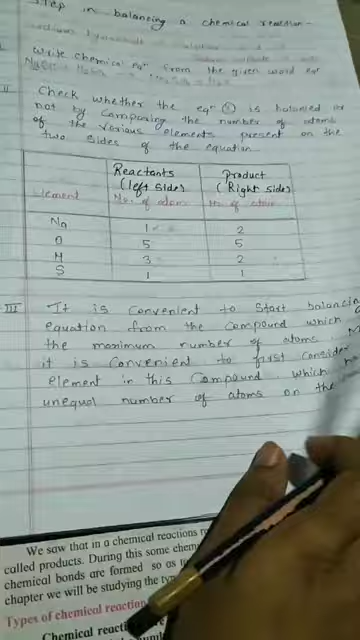 Step in balancing a chemical reaction-
Write chemical eqn from the given word eqn
II Check whether the eqn ② is balanced or
not by Comparing the number of atoms
of the various elements present on the
two sides of the equation
Element Reactants (left side) No. of atom Product (Right side) No. of atom
Na 1 2
O 5 5
H 3 2
S 1 1
III It is Convenient to start balancing
equation from the Compound which
the maximum number of atoms
it is Convenient to first consider
element in this Compound which
unequal number of atoms on the
We saw that in a chemical reactions
called products. During this some
chemical bonds are formed so as
chapter we will be studying the
Types of chemical reaction
Chemical